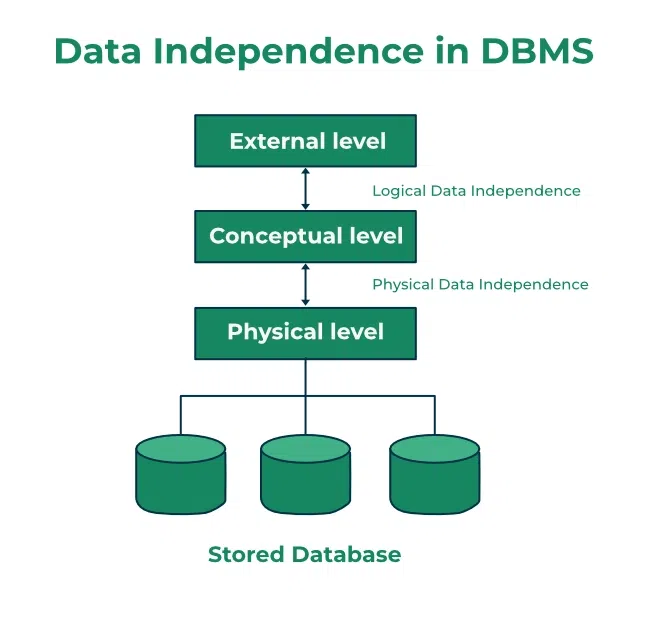 Data Independence in DBMS
External level
Logical Data Independence
Conceptual level
Physical Data Independence
Physical level
Stored Database